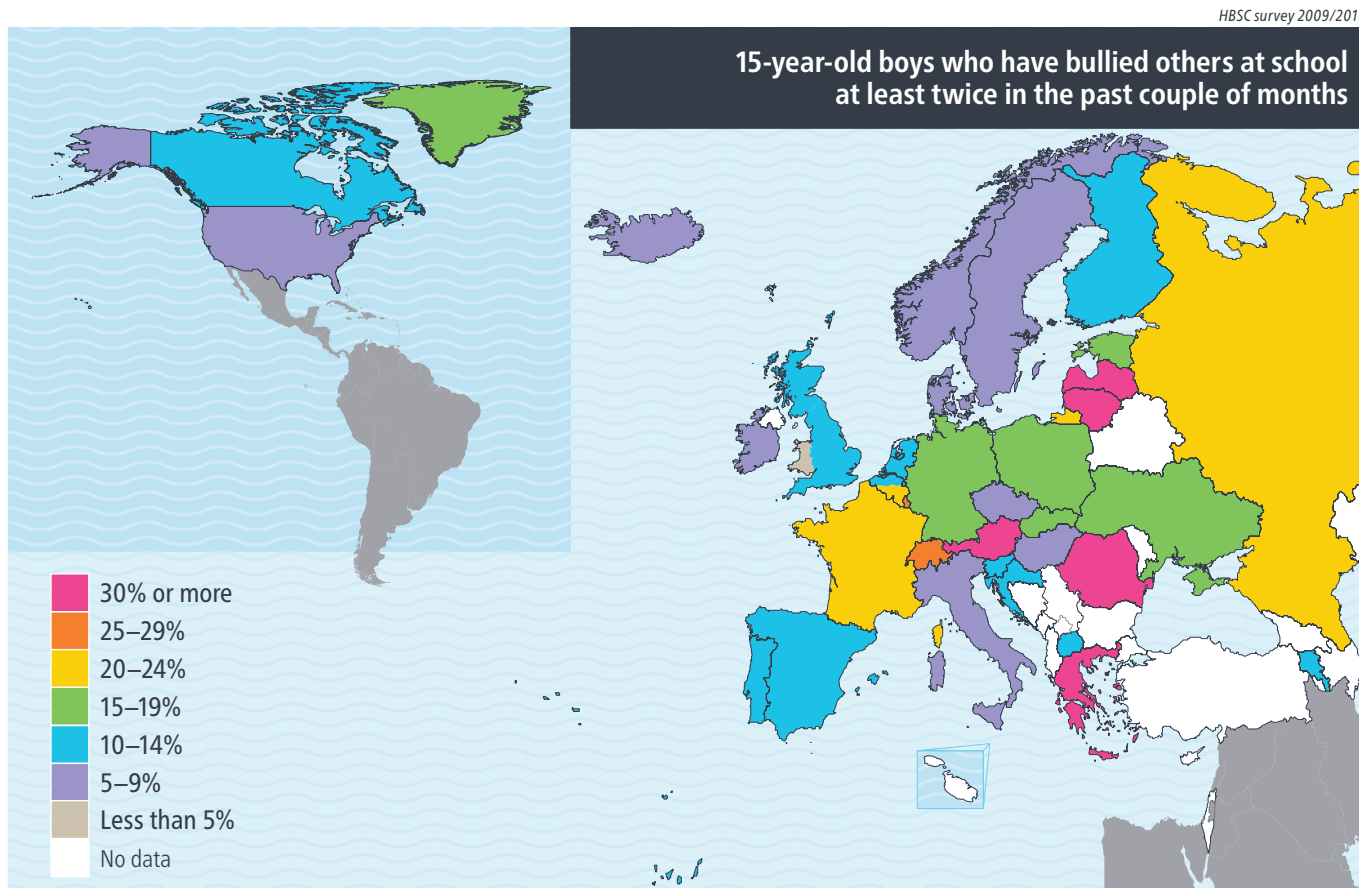 HBSC survey 2009/201
15-year-old boys who have bullied others at school
at least twice in the past couple of months
30% or more
25–29%
20–24%
15–19%
10–14%
5–9%
Less than 5%
No data